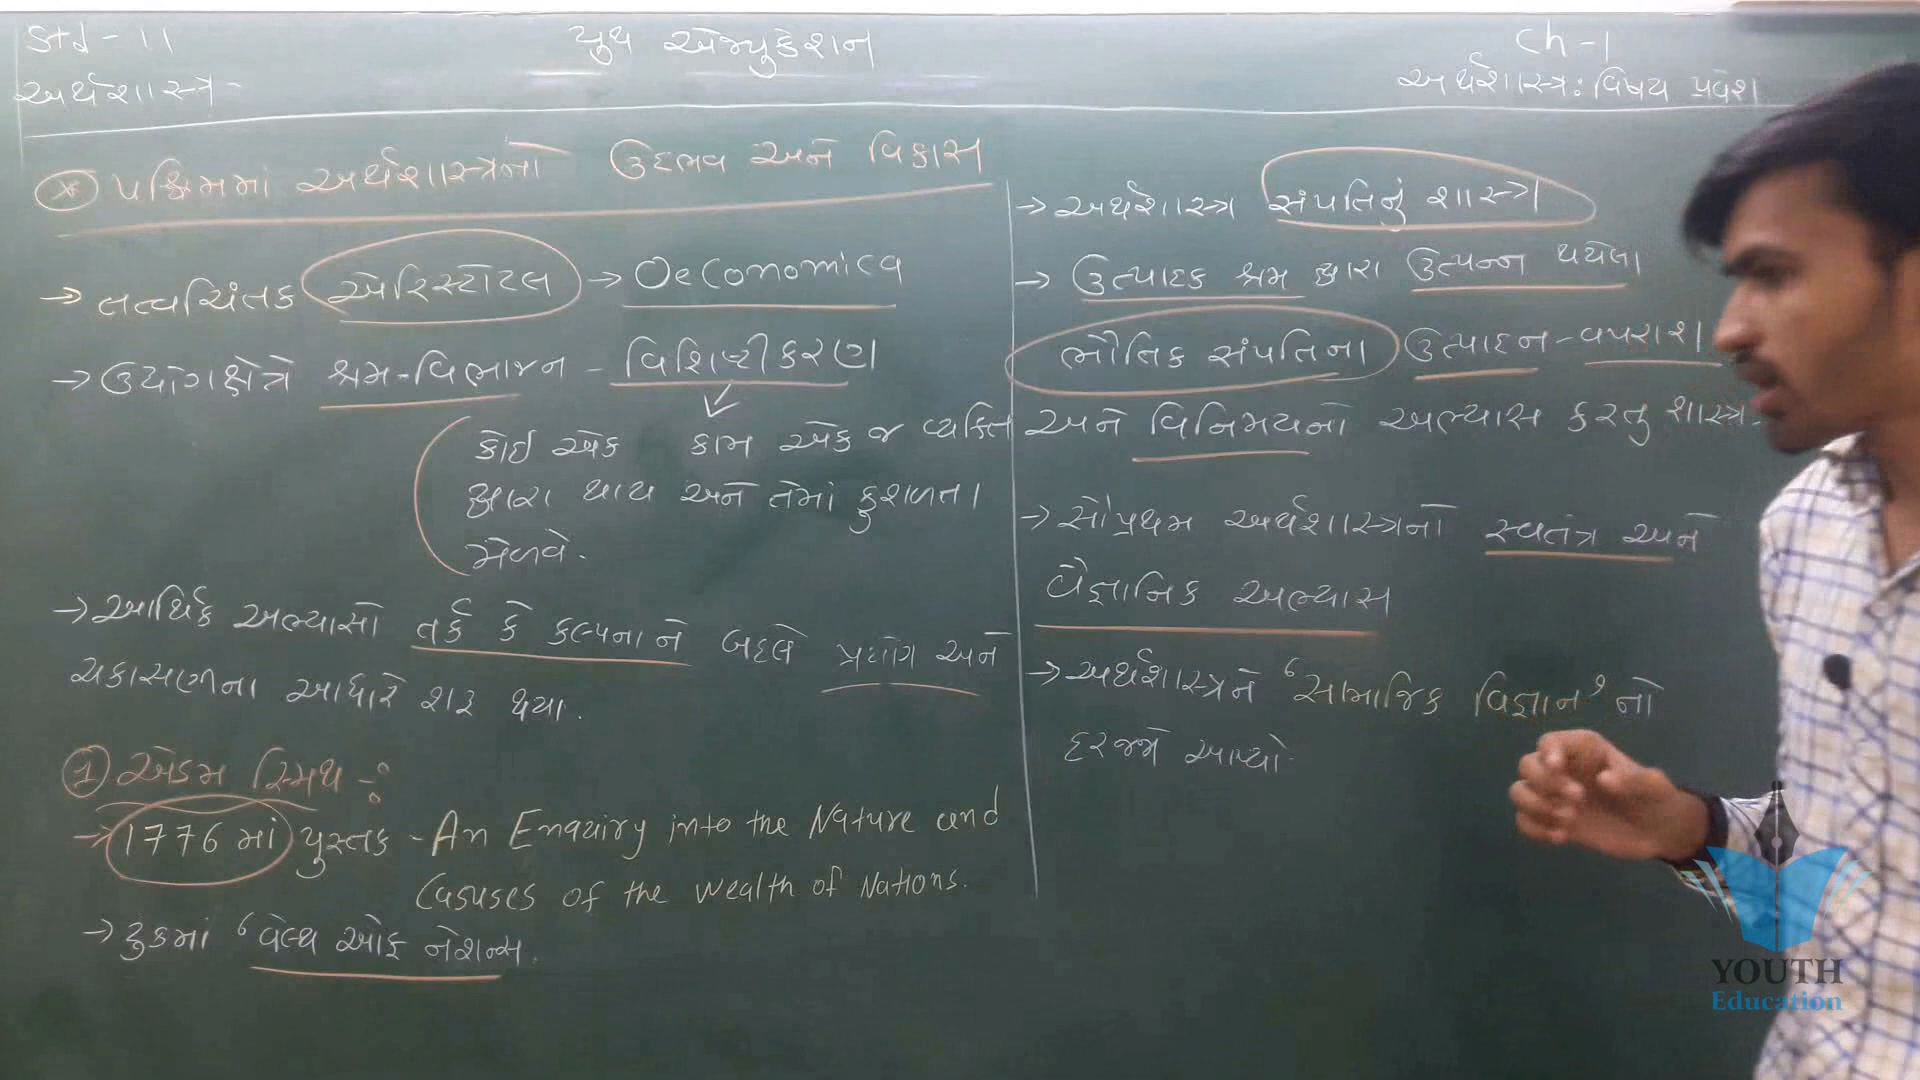 Std - 11
અર્થશાસ્ત્ર -
યુથ એજ્યુકેશન
Ch - 1
અર્થશાસ્ત્ર : વિષય પ્રવેશ
* પશ્ચિમમાં અર્થશાસ્ત્રનો ઉદભવ અને વિકાસ
→ તત્વચિંતક એરિસ્ટોટલ → Oeconomica
→ ઉદ્યોગક્ષેત્રે શ્રમ-વિભાજન - વિશિષ્ટીકરણ
કોઈ એક કામ એક જ વ્યક્તિ
દ્વારા થાય અને તેમાં કુશળતા
મેળવે.
→ આર્થિક અભ્યાસો તર્ક કે કલ્પનાને બદલે પ્રયોગ અને
ચકાસણીના આધારે શરૂ થયા.
① એડમ સ્મિથ -:
→ 1776 માં પુસ્તક - An Enquiry into the Nature and
Causes of the Wealth of Nations.
→ ટુકમાં ‘વેલ્થ ઓફ નેશન્સ.
→ અર્થશાસ્ત્ર સંપતિનું શાસ્ત્ર
→ ઉત્પાદક શ્રમ દ્વારા ઉત્પન્ન થયેલા
ભૌતિક સંપતિના ઉત્પાદન - વપરાશ
અને વિનિમયનો અભ્યાસ કરતુ શાસ્ત્ર -
→ સૌપ્રથમ અર્થશાસ્ત્રનો સ્વતંત્ર અને
વૈજ્ઞાનિક અભ્યાસ
→ અર્થશાસ્ત્રને ‘સામાજિક વિજ્ઞાન’ નો
દરજ્જો આપ્યો.
YOUTH
Education